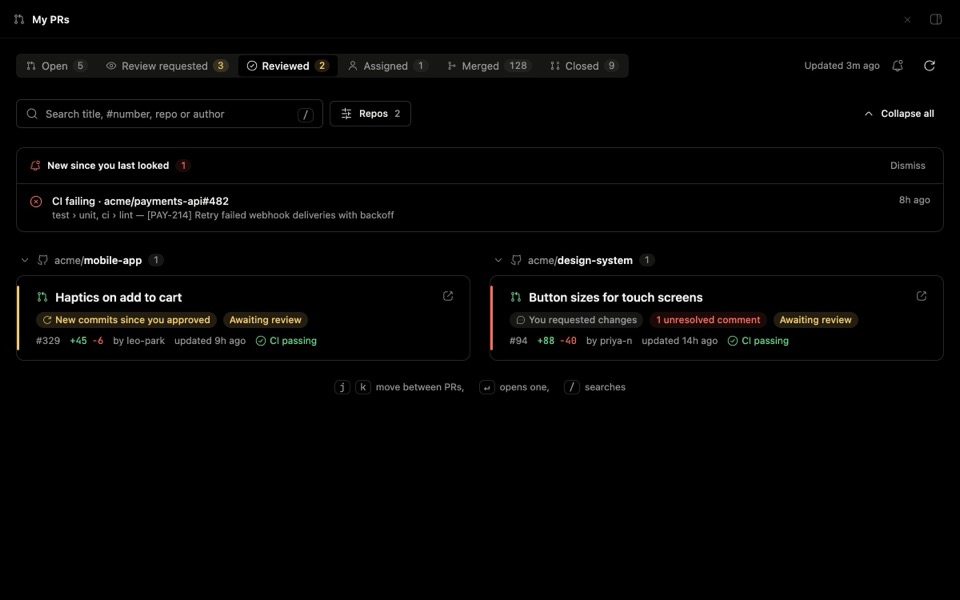 My PRs
Open 5 Review requested 3 Reviewed 2 Assigned 1 Merged 128 Closed 9 Updated 3m ago
Search title, #number, repo or author / Repos 2 Collapse all
New since you last looked 1 Dismiss
CI failing · acme/payments-api#482 8h ago
test › unit, ci › lint — [PAY-214] Retry failed webhook deliveries with backoff
acme/mobile-app 1
Haptics on add to cart
New commits since you approved Awaiting review
#329 +45 -6 by leo-park updated 9h ago CI passing
acme/design-system 1
Button sizes for touch screens
You requested changes 1 unresolved comment Awaiting review
#94 +88 -40 by priya-n updated 14h ago CI passing
j k move between PRs, ↵ opens one, / searches